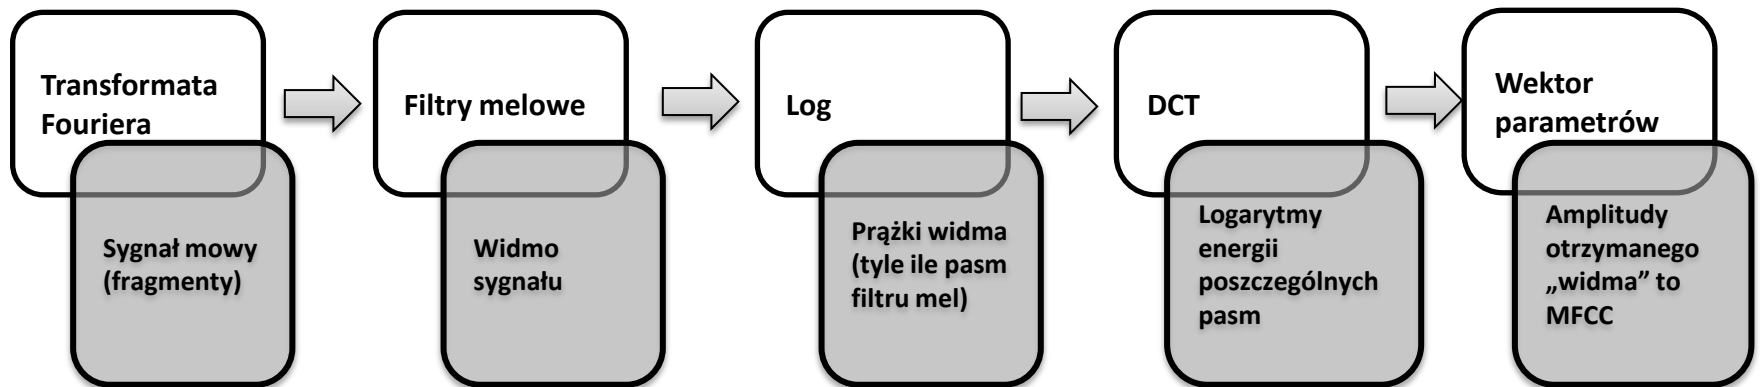 Transformata
Fouriera
Filtry melowe
Log
DCT
Wektor
parametrów
Sygnał mowy
(fragmenty)
Widmo
sygnału
Prążki widma
(tyle ile pasm
filtru mel)
Logarytmy
energii
poszczególnych
pasm
Amplitudy
otrzymanego
„widma” to
MFCC